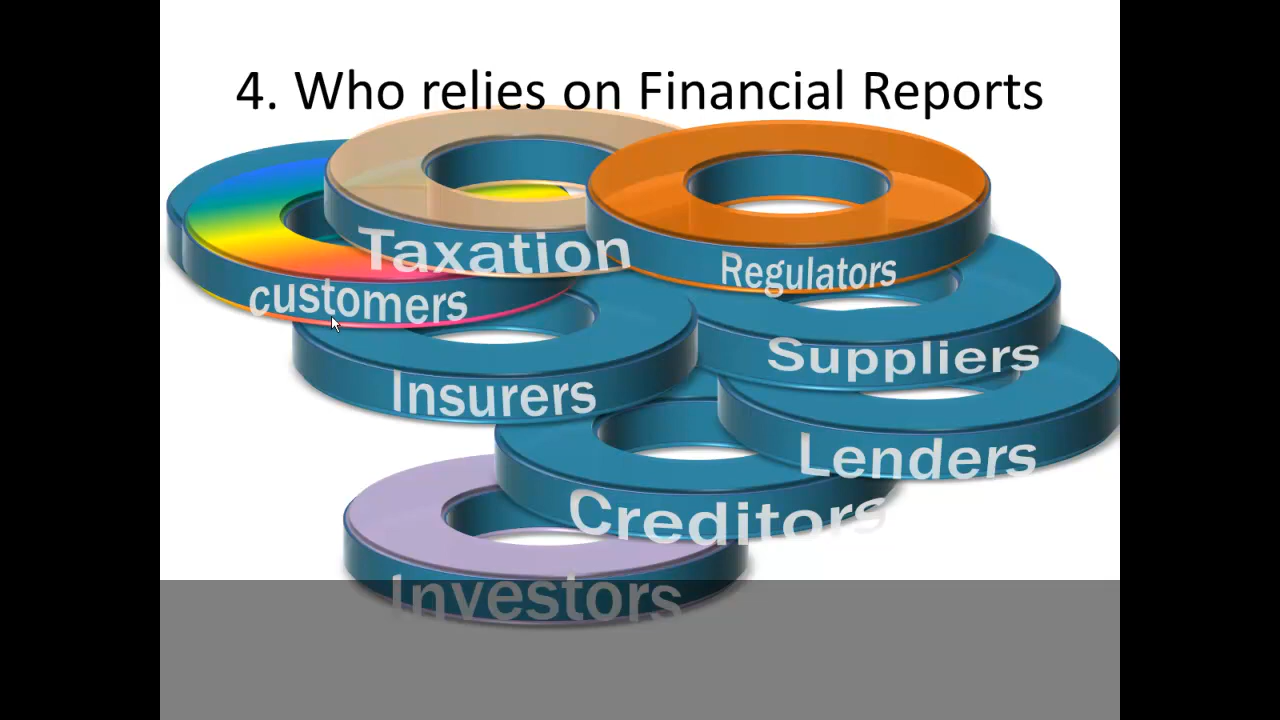 4. Who relies on Financial Reports
Taxation
Regulators
customers
Suppliers
Insurers
Lenders
Creditors
Investors